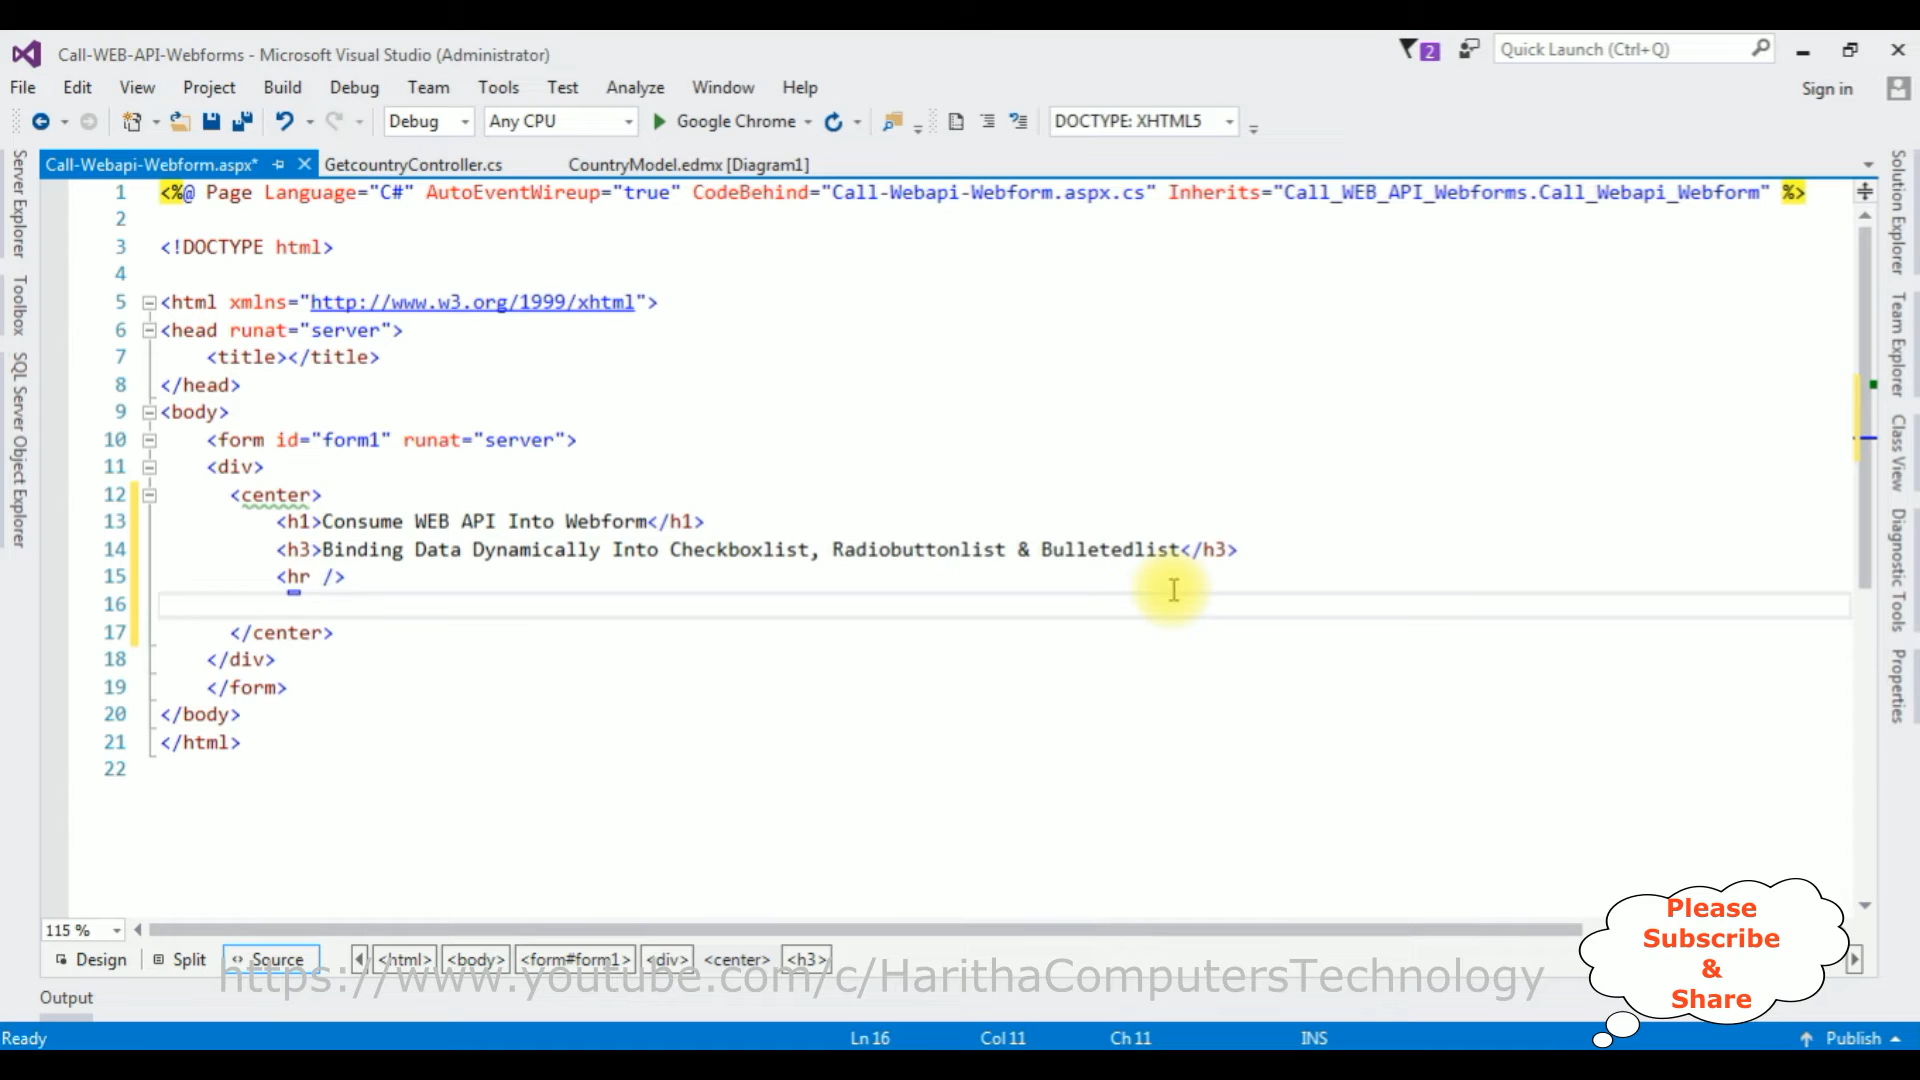 Call-WEB-API-Webforms - Microsoft Visual Studio (Administrator)
2
Quick Launch (Ctrl+Q)
File Edit View Project Build Debug Team Tools Test Analyze Window Help
Sign in
Debug
Any CPU
Google Chrome
DOCTYPE: XHTML5
Call-Webapi-Webform.aspx*
GetcountryController.cs
CountryModel.edmx [Diagram1]
Server Explorer
Toolbox
SQL Server Object Explorer
1 <%@ Page Language="C#" AutoEventWireup="true" CodeBehind="Call-Webapi-Webform.aspx.cs" Inherits="Call_WEB_API_Webforms.Call_Webapi_Webform" %>
2
3 <!DOCTYPE html>
4
5 <html xmlns="http://www.w3.org/1999/xhtml">
6 <head runat="server">
7 <title></title>
8 </head>
9 <body>
10 <form id="form1" runat="server">
11 <div>
12 <center>
13 <h1>Consume WEB API Into Webform</h1>
14 <h3>Binding Data Dynamically Into Checkboxlist, Radiobuttonlist & Bulletedlist</h3>
15 <hr />
16
17 </center>
18 </div>
19 </form>
20 </body>
21 </html>
22
Solution Explorer
Team Explorer
Class View
Diagnostic Tools
Properties
115 %
Design
Split
Source
<html> <body> <form#form1> <div> <center> <h3>
https://www.youtube.com/c/HarithaComputersTechnology
Please
Subscribe
&
Share
Output
Ready
Ln 16
Col 11
Ch 11
INS
Publish